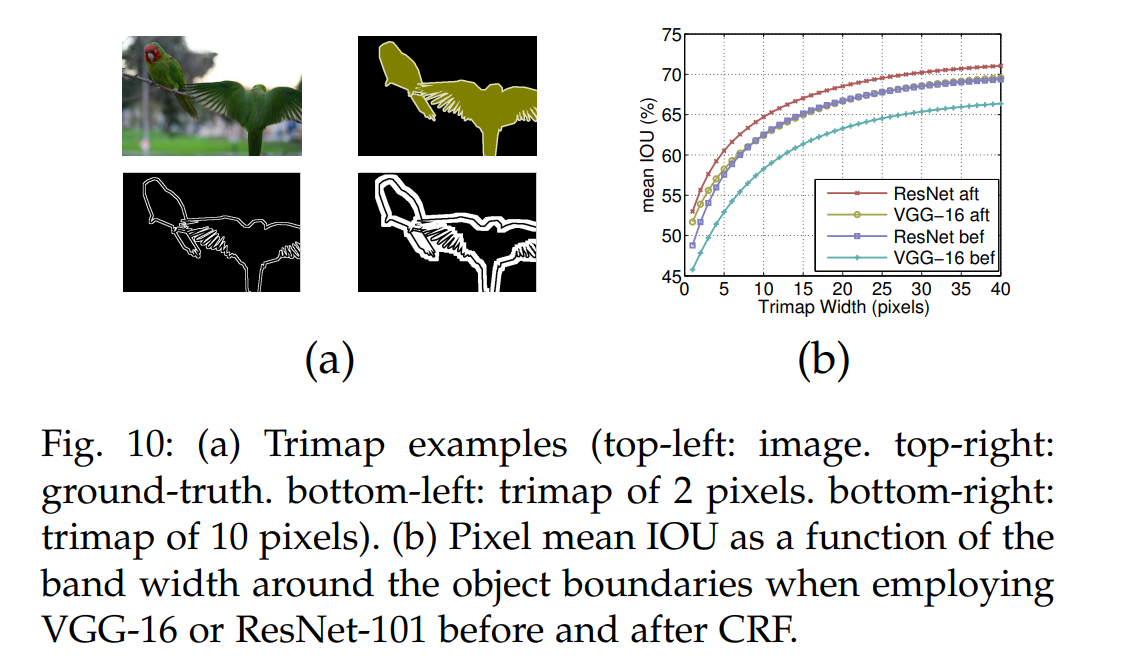 75
70
65
60
55
50
45
mean IOU (%)
ResNet aft
VGG−16 aft
ResNet bef
VGG−16 bef
0 5 10 15 20 25 30 35 40
Trimap Width (pixels)
(a)
(b)
Fig. 10: (a) Trimap examples (top-left: image. top-right:
ground-truth. bottom-left: trimap of 2 pixels. bottom-right:
trimap of 10 pixels). (b) Pixel mean IOU as a function of the
band width around the object boundaries when employing
VGG-16 or ResNet-101 before and after CRF.